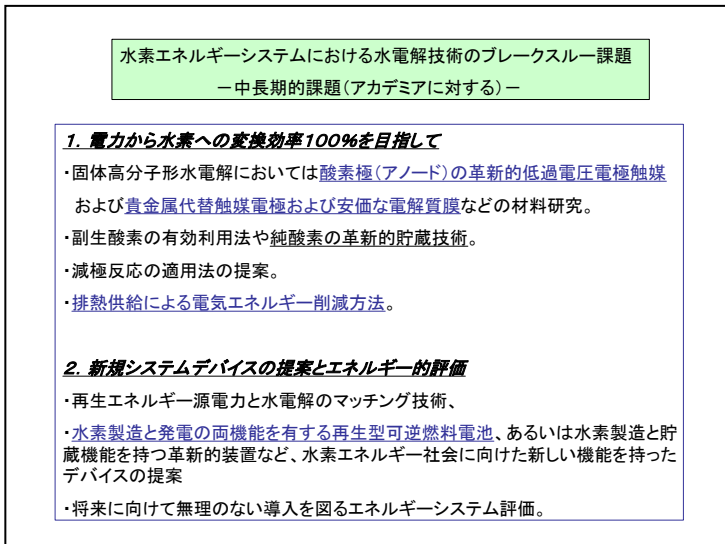 水素エネルギーシステムにおける水電解技術のブレークスルー課題
－中長期的課題（アカデミアに対する）－
1. 電力から水素への変換効率100%を目指して
・固体高分子形水電解においては酸素極（アノード）の革新的低過電圧電極触媒
および貴金属代替触媒電極および安価な電解質膜などの材料研究。
・副生酸素の有効利用法や純酸素の革新的貯蔵技術。
・減極反応の適用法の提案。
・排熱供給による電気エネルギー削減方法。
2. 新規システムデバイスの提案とエネルギー的評価
・再生エネルギー源電力と水電解のマッチング技術、
・水素製造と発電の両機能を有する再生型可逆燃料電池、あるいは水素製造と貯
蔵機能を持つ革新的装置など、水素エネルギー社会に向けた新しい機能を持った
デバイスの提案
・将来に向けて無理のない導入を図るエネルギーシステム評価。